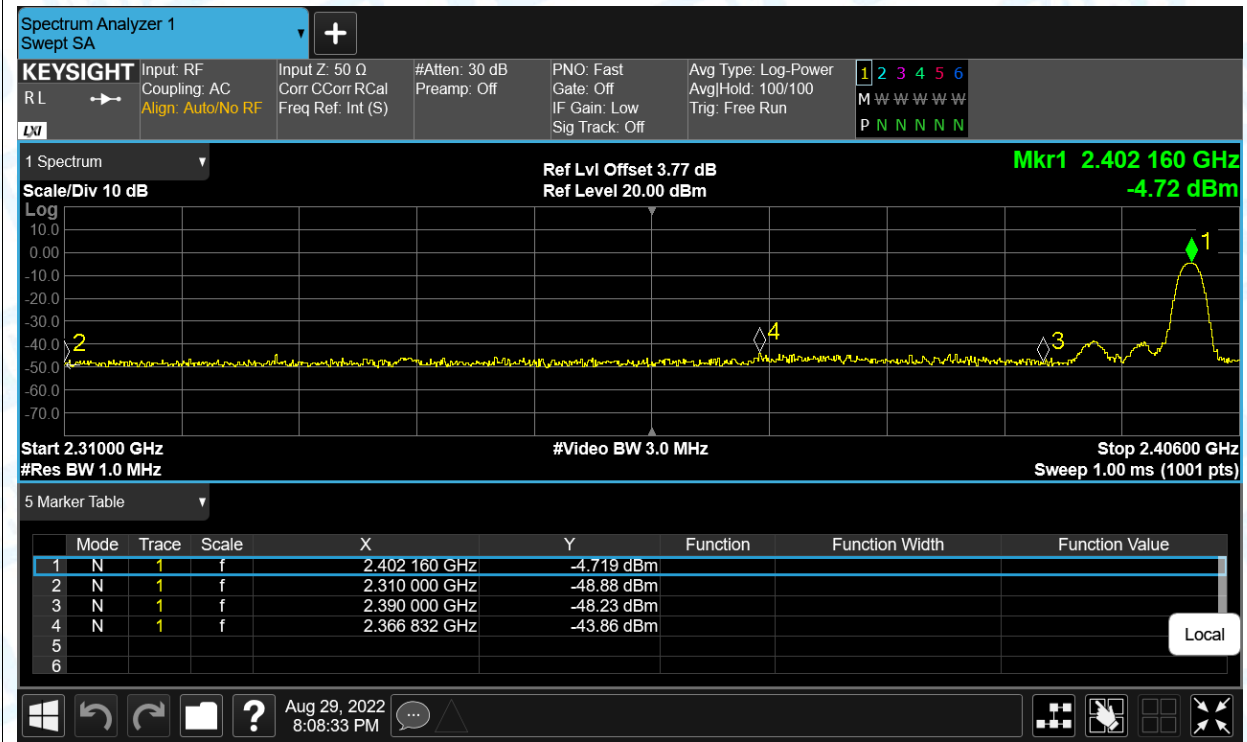 Spectrum Analyzer 1
Swept SA
KEYSIGHT
R L
LXI
Input: RF
Coupling: AC
Align: Auto/No RF
Input Z: 50 Ω
Corr CCorr RCal
Freq Ref: Int (S)
#Atten: 30 dB
Preamp: Off
PNO: Fast
Gate: Off
IF Gain: Low
Sig Track: Off
Avg Type: Log-Power
Avg|Hold: 100/100
Trig: Free Run
1 2 3 4 5 6
M W W W W W
P N N N N N
1 Spectrum
Scale/Div 10 dB
Ref Lvl Offset 3.77 dB
Ref Level 20.00 dBm
Mkr1 2.402 160 GHz
-4.72 dBm
Log
10.0
0.00
-10.0
-20.0
-30.0
-40.0
-50.0
-60.0
-70.0
2
4
3
1
Start 2.31000 GHz
#Res BW 1.0 MHz
#Video BW 3.0 MHz
Stop 2.40600 GHz
Sweep 1.00 ms (1001 pts)
5 Marker Table
Mode Trace Scale X Y Function Function Width Function Value
1 N 1 f 2.402 160 GHz -4.719 dBm
2 N 1 f 2.310 000 GHz -48.88 dBm
3 N 1 f 2.390 000 GHz -48.23 dBm
4 N 1 f 2.366 832 GHz -43.86 dBm
5
6
Local
?
Aug 29, 2022
8:08:33 PM